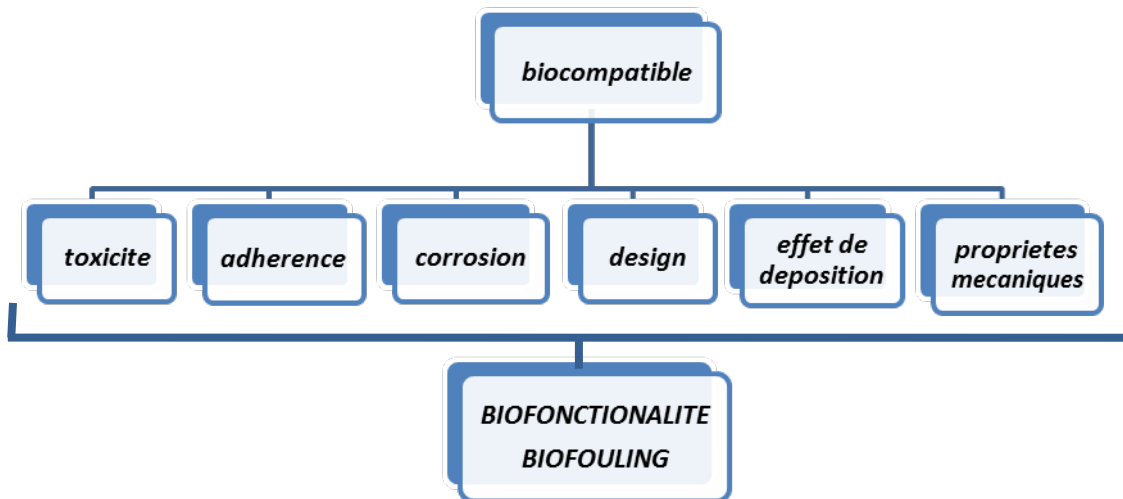 biocompatible
toxicite
adherence
corrosion
design
effet de
deposition
proprietes
mecaniques
BIOFONCTIONALITE
BIOFOULING